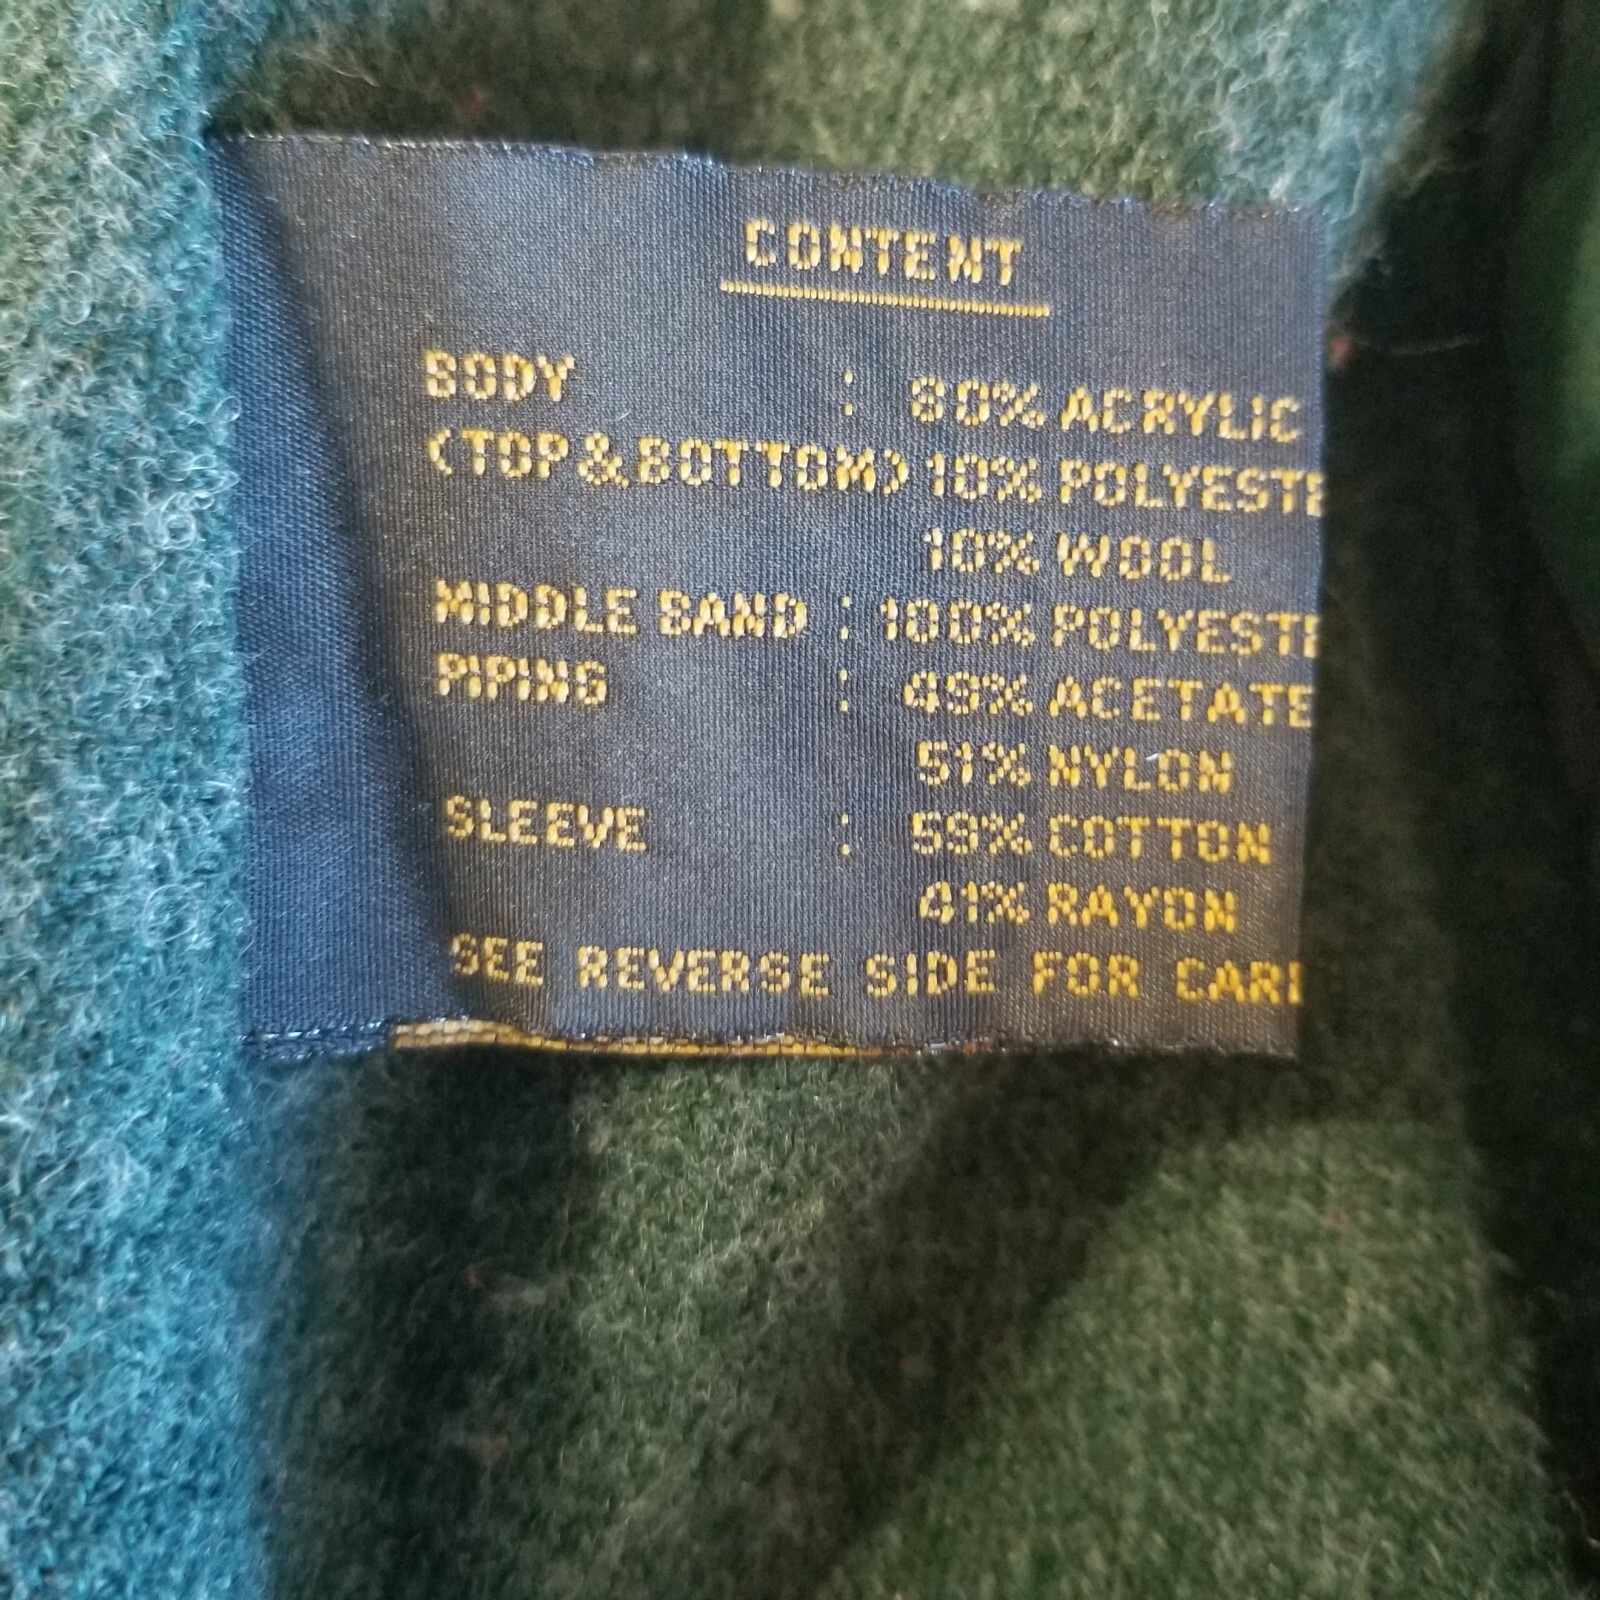 CONTENT
BODY : 80% ACRYLIC
(TOP&BOTTOM) 10% POLYESTE
10% WOOL
MIDDLE BAND : 100% POLYESTE
PIPING : 49% ACETATE
51% NYLON
SLEEVE : 59% COTTON
41% RAYON
SEE REVERSE SIDE FOR CARE